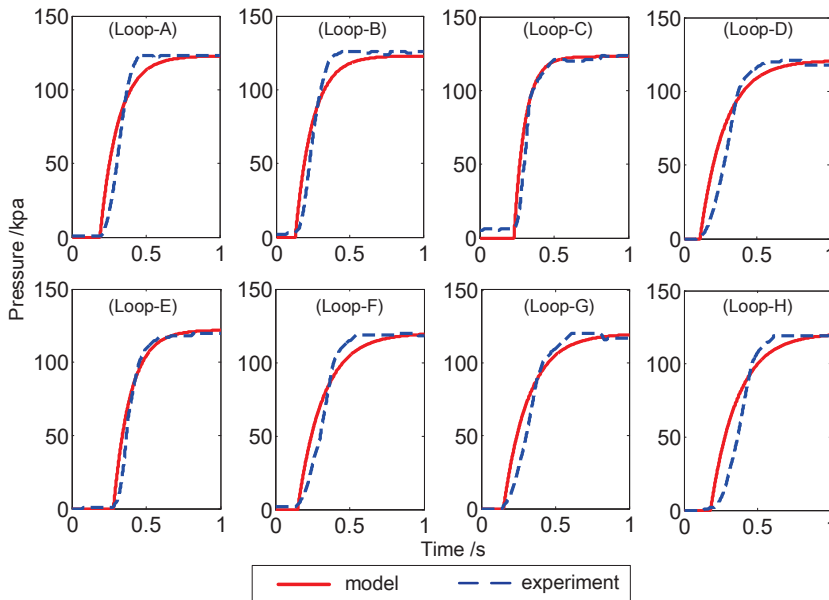 (Loop-A) (Loop-B) (Loop-C) (Loop-D)
150 150 150 150
100 100 100 100
50 50 50 50
0 0 0 0
0 0.5 1 0 0.5 1 0 0.5 1 0 0.5 1
Pressure /kpa
(Loop-E) (Loop-F) (Loop-G) (Loop-H)
150 150 150 150
100 100 100 100
50 50 50 50
0 0 0 0
0 0.5 1 0 0.5 1 0 0.5 1 0 0.5 1
Time /s
model experiment